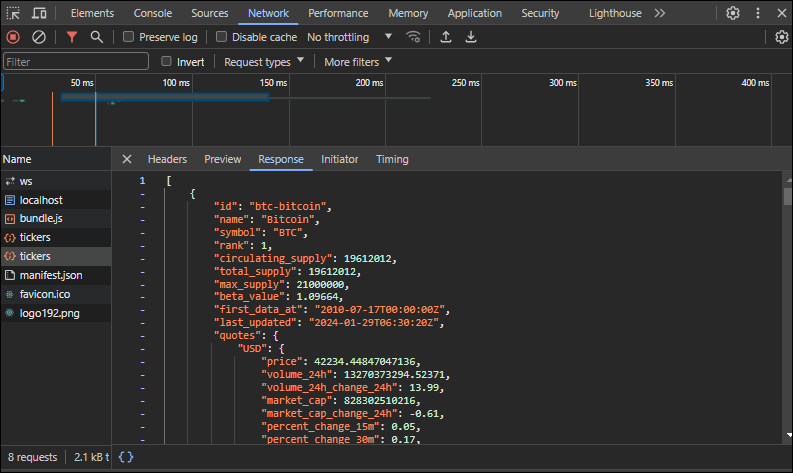 Elements Console Sources Network Performance Memory Application Security Lighthouse
Preserve log Disable cache No throttling
Filter Invert Request types More filters
50 ms 100 ms 150 ms 200 ms 250 ms 300 ms 350 ms 400 ms
Name Headers Preview Response Initiator Timing
ws
localhost
bundle.js
tickers
tickers
manifest.json
favicon.ico
logo192.png
1 [
- {
- "id": "btc-bitcoin",
- "name": "Bitcoin",
- "symbol": "BTC",
- "rank": 1,
- "circulating_supply": 19612012,
- "total_supply": 19612012,
- "max_supply": 21000000,
- "beta_value": 1.09664,
- "first_data_at": "2010-07-17T00:00:00Z",
- "last_updated": "2024-01-29T06:30:20Z",
- "quotes": {
- "USD": {
- "price": 42234.44847047136,
- "volume_24h": 13270373294.52371,
- "volume_24h_change_24h": 13.99,
- "market_cap": 828302510216,
- "market_cap_change_24h": -0.61,
- "percent_change_15m": 0.05,
- "percent_change_30m": 0.17,
8 requests 2.1 kB t {}